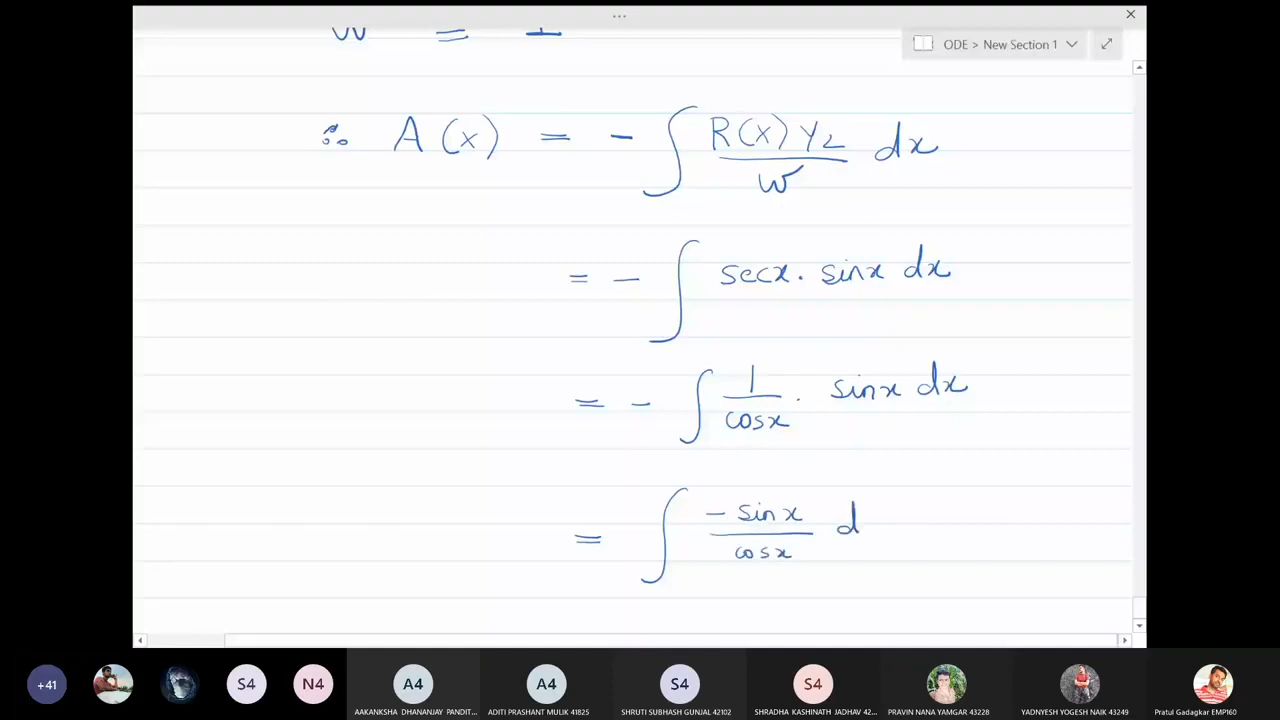 W = 1
ODE > New Section 1
∴ A(x) = - ∫ R(x) y2 / W dx
= - ∫ secx . sinx dx
= - ∫ 1/cosx . sinx dx
= ∫ -sinx/cosx d
+41 S4 N4 A4 A4 S4 S4
AAKANKSHA DHANANJAY PANDIT... ADITI PRASHANT MULIK 41825 SHRUTI SUBHASH GUNJAL 42102 SHRADHA KASHINATH JADHAV 42... PRAVIN NANA YAMGAR 43228 YADNYESH YOGESH NAIK 43249 Pratul Gadagkar EMP160